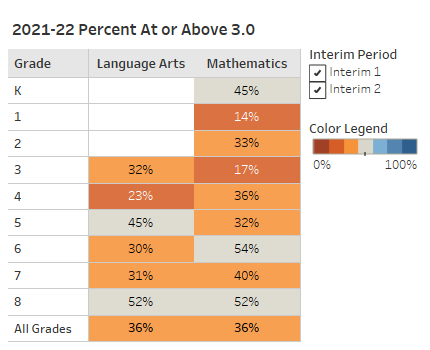 2021-22 Percent At or Above 3.0
Grade Language Arts Mathematics
K 45%
1 14%
2 33%
3 32% 17%
4 23% 36%
5 45% 32%
6 30% 54%
7 31% 40%
8 52% 52%
All Grades 36% 36%
Interim Period
Interim 1
Interim 2
Color Legend
0% 100%